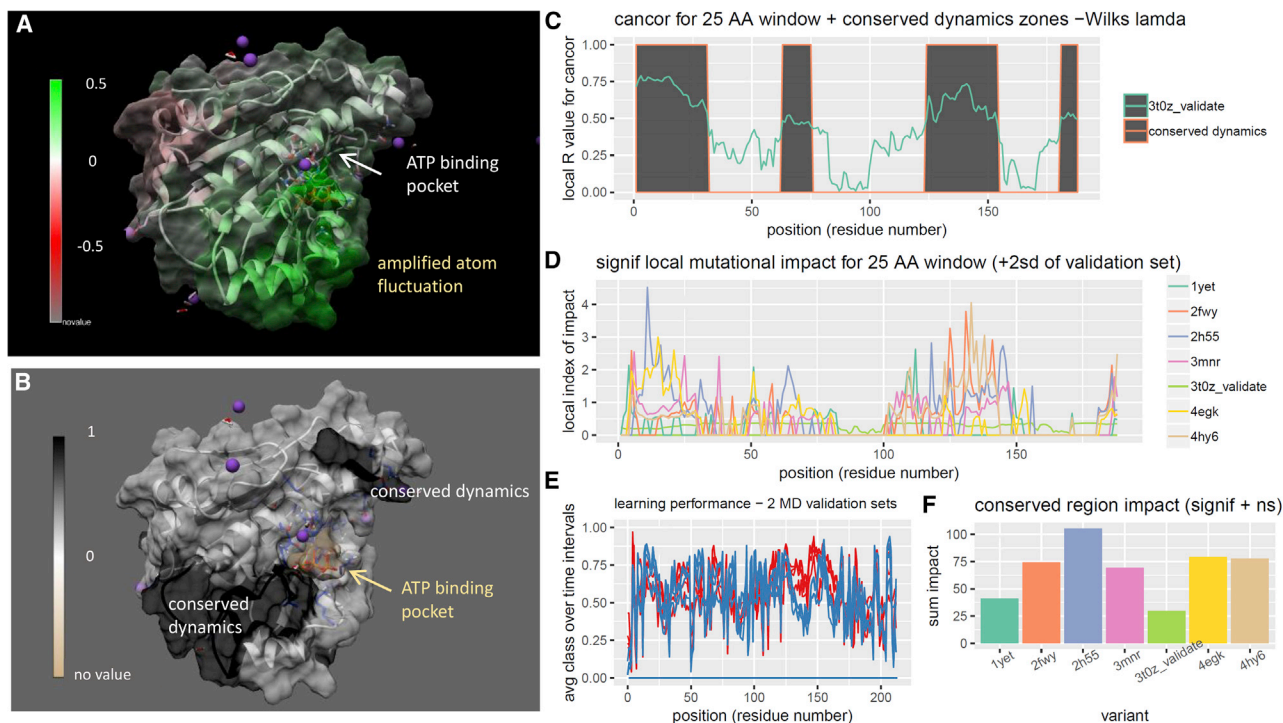 A
0.5
0
-0.5
novalue
ATP binding
pocket
amplified atom
fluctuation
B
1
0
no value
conserved dynamics
ATP binding
pocket
conserved
dynamics
C
cancor for 25 AA window + conserved dynamics zones −Wilks lamda
local R value for cancor
1.00
0.75
0.50
0.25
0.00
0
50
100
150
position (residue number)
3t0z_validate
conserved dynamics
D
signif local mutational impact for 25 AA window (+2sd of validation set)
local index of impact
4
3
2
1
0
0
50
100
150
position (residue number)
1yet
2fwy
2h55
3mnr
3t0z_validate
4egk
4hy6
E
learning performance − 2 MD validation sets
avg class over time intervals
1.00
0.75
0.50
0.25
0.00
0
50
100
150
200
position (residue number)
F
conserved region impact (signif + ns)
sum impact
100
75
50
25
0
1yet
2fwy
2h55
3mnr
3t0z_validate
4egk
4hy6
variant